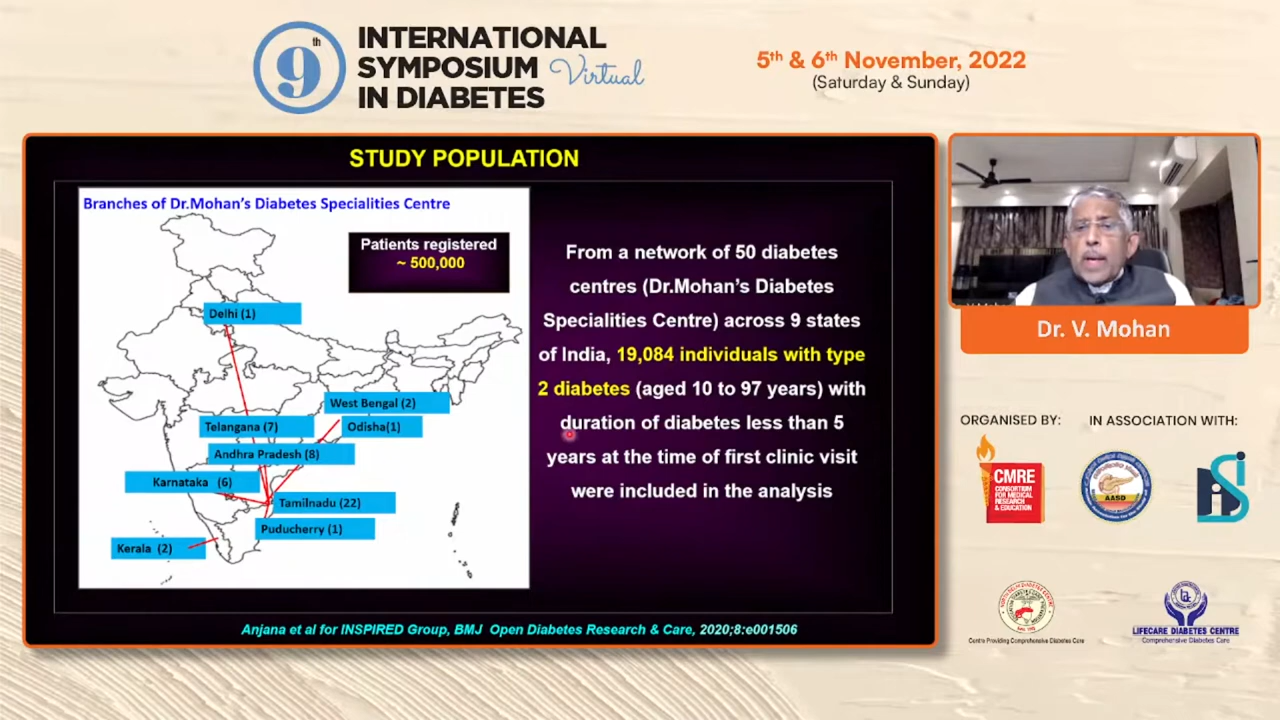 9th
INTERNATIONAL
SYMPOSIUM Virtual
IN DIABETES
5th & 6th November, 2022
(Saturday & Sunday)
STUDY POPULATION
Branches of Dr.Mohan's Diabetes Specialities Centre
Patients registered
~ 500,000
Delhi (1)
West Bengal (2)
Telangana (7)
Odisha(1)
Andhra Pradesh (8)
Karnataka (6)
Tamilnadu (22)
Puducherry (1)
Kerala (2)
From a network of 50 diabetes
centres (Dr.Mohan's Diabetes
Specialities Centre) across 9 states
of India, 19,084 individuals with type
2 diabetes (aged 10 to 97 years) with
duration of diabetes less than 5
years at the time of first clinic visit
were included in the analysis
Anjana et al for INSPIRED Group, BMJ Open Diabetes Research & Care, 2020;8:e001506
Dr. V. Mohan
ORGANISED BY:
IN ASSOCIATION WITH:
CMRE
CONSORTIUM
FOR MEDICAL
RESEARCH
& EDUCATION
AASD
Centre Providing Comprehensive Diabetes Care
LIFECARE DIABETES CENTRE
Comprehensive Diabetes Care